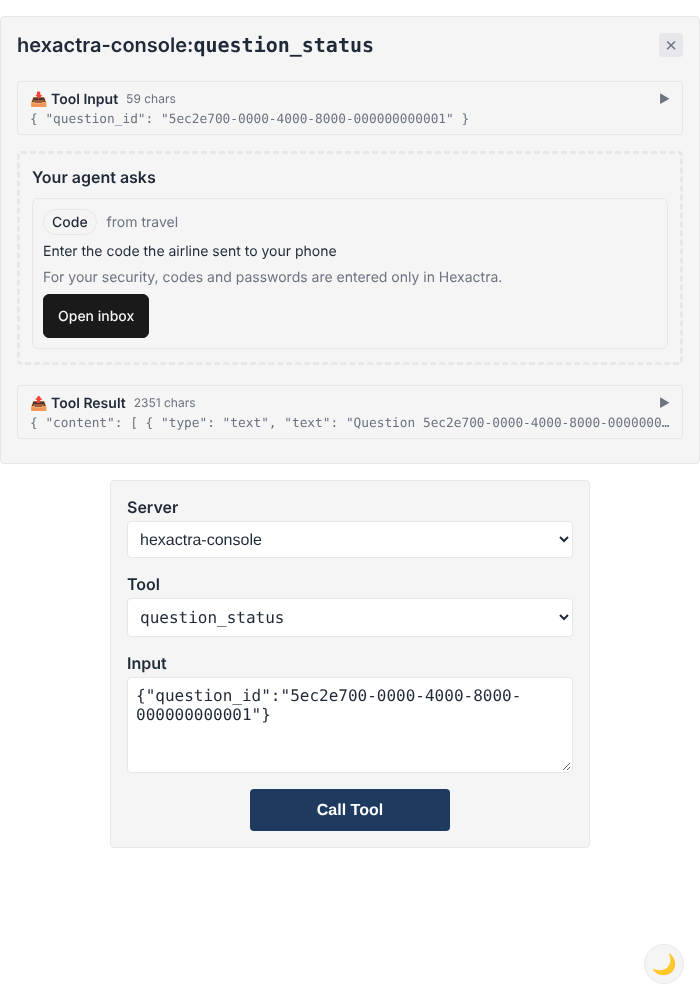 hexactra-console:question_status
×
📥 Tool Input 59 chars ▶
{ "question_id": "5ec2e700-0000-4000-8000-000000000001" }
Your agent asks
Code from travel
Enter the code the airline sent to your phone
For your security, codes and passwords are entered only in Hexactra.
Open inbox
📤 Tool Result 2351 chars ▶
{ "content": [ { "type": "text", "text": "Question 5ec2e700-0000-4000-8000-0000000…
Server
hexactra-console
Tool
question_status
Input
{"question_id":"5ec2e700-0000-4000-8000-
000000000001"}
Call Tool